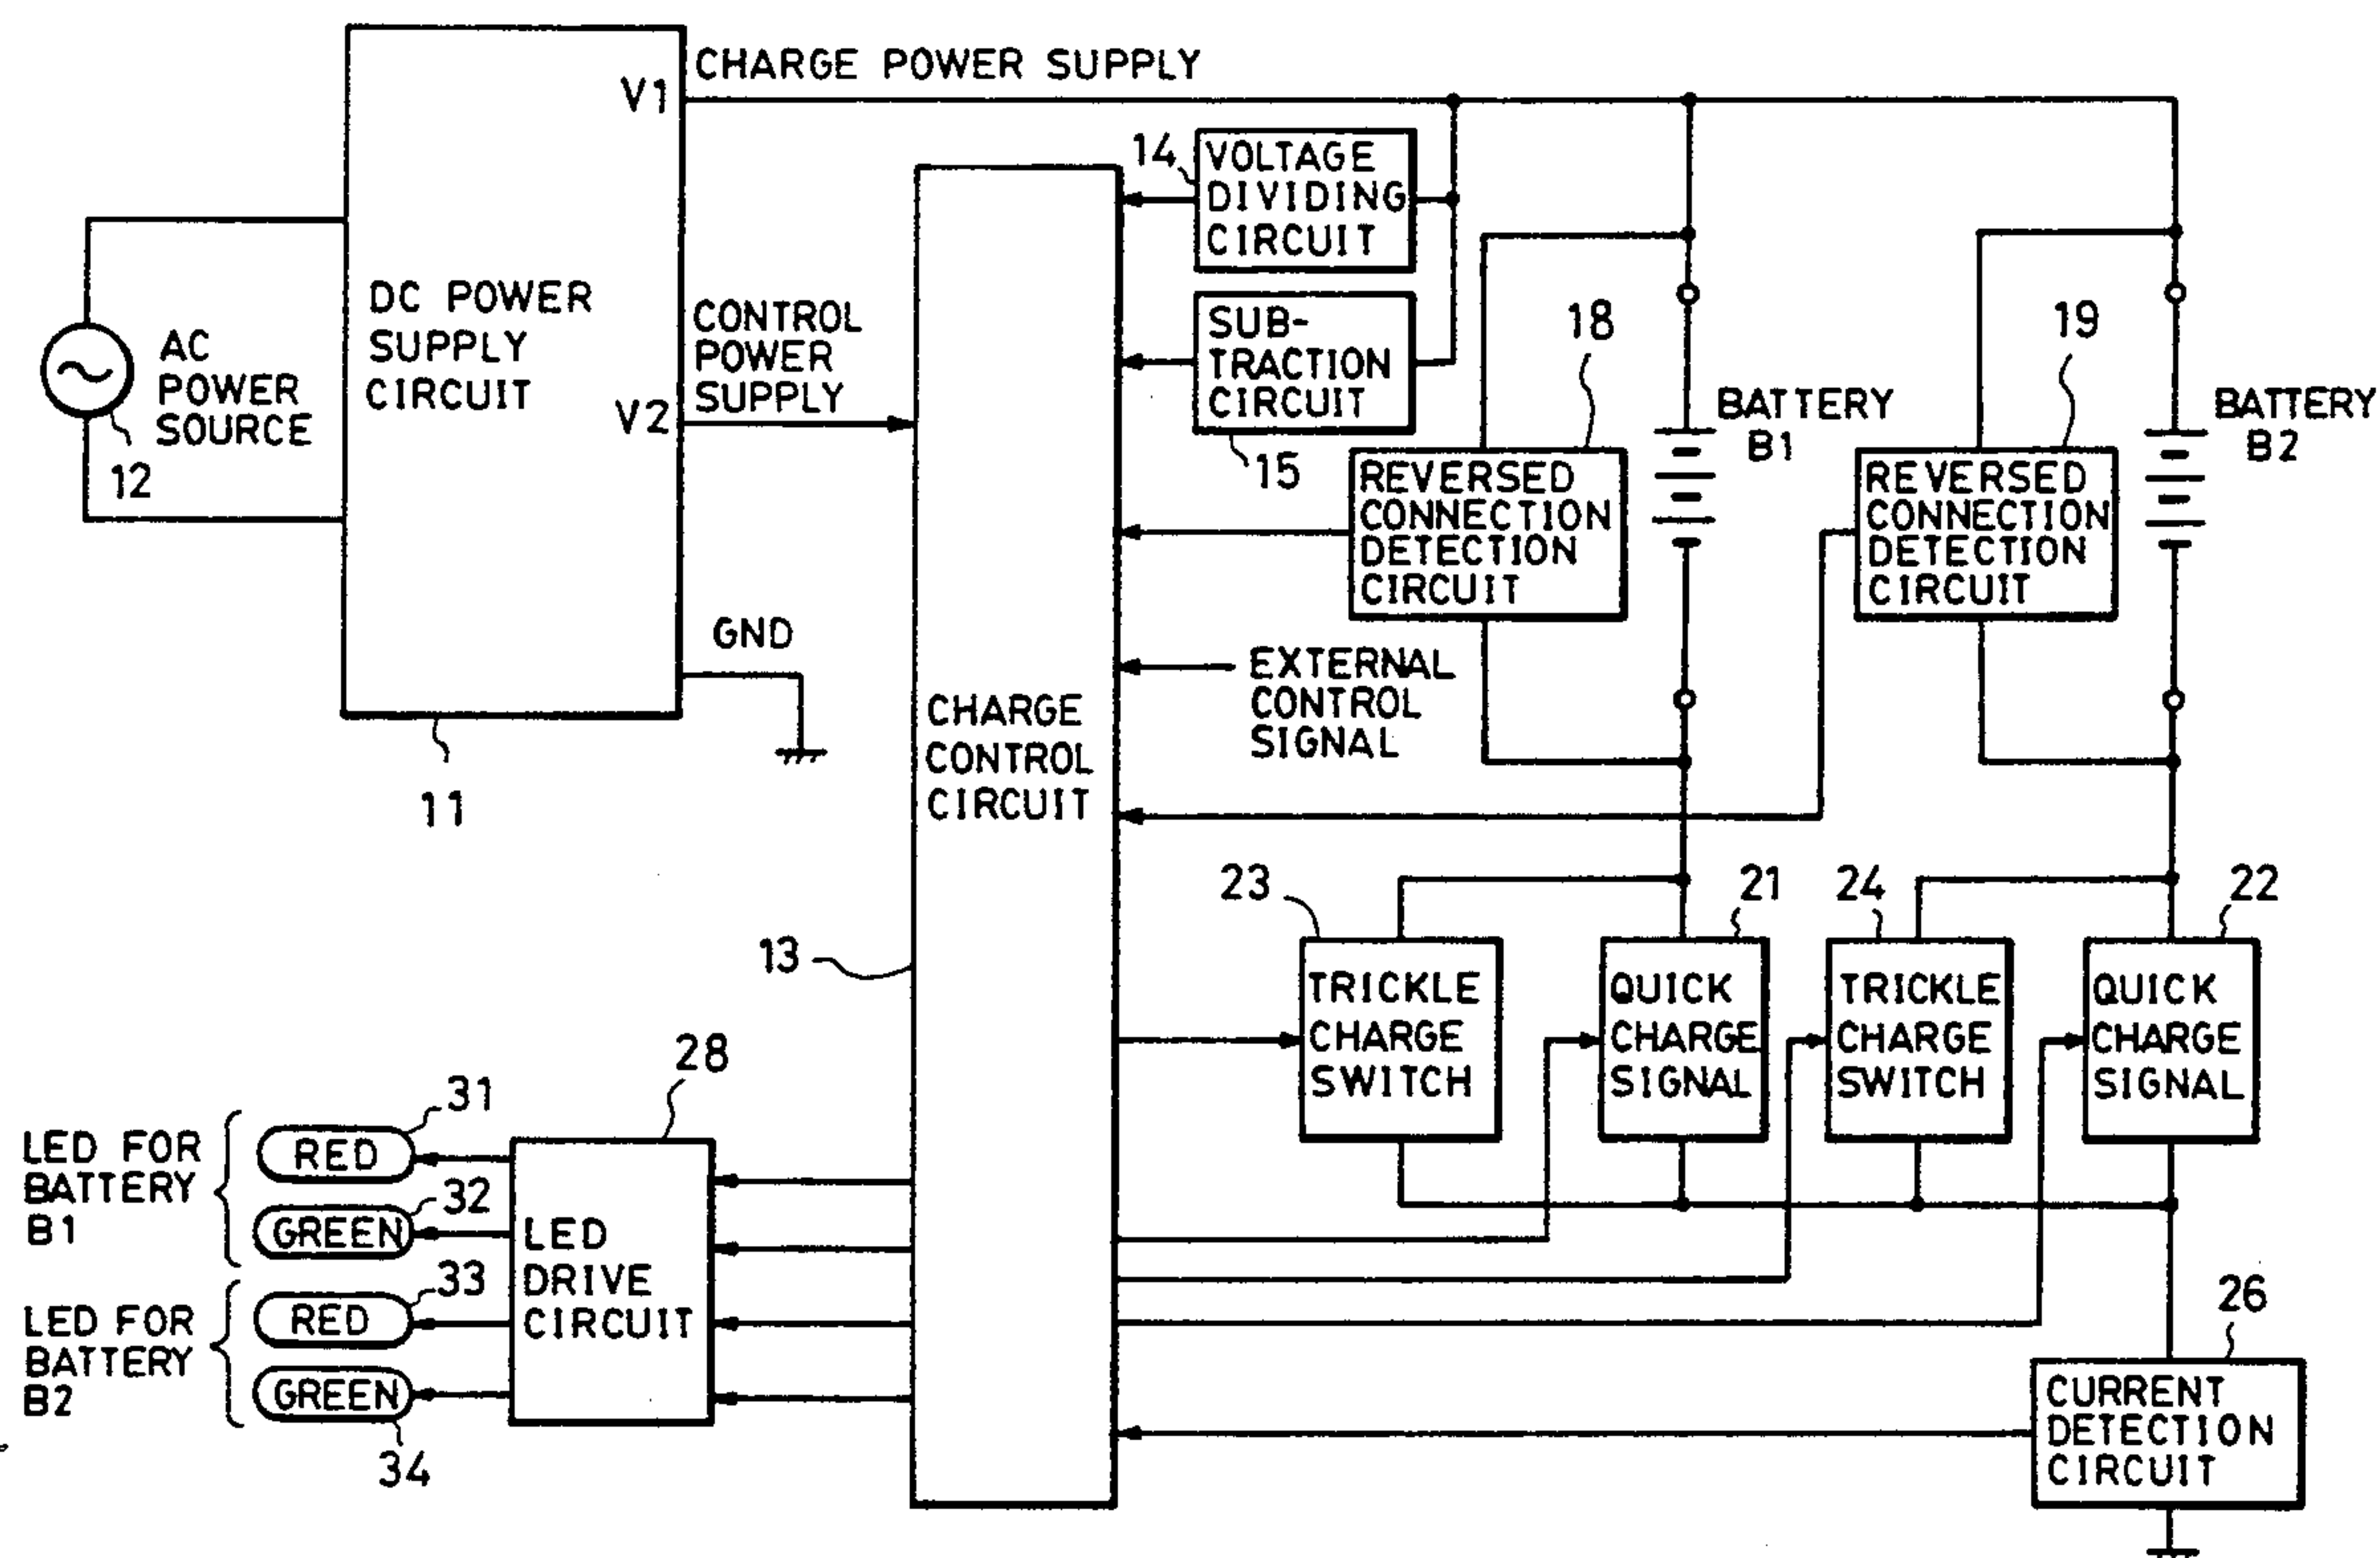 CHARGE POWER SUPPLY
V1
DC POWER
SUPPLY
CIRCUIT
AC
POWER
SOURCE
12
CONTROL
POWER
SUPPLY
V2
GND
11
14
VOLTAGE
DIVIDING
CIRCUIT
SUB-
TRACTION
CIRCUIT
15
18
REVERSED
CONNECTION
DETECTION
CIRCUIT
BATTERY
B1
19
REVERSED
CONNECTION
DETECTION
CIRCUIT
BATTERY
B2
EXTERNAL
CONTROL
SIGNAL
CHARGE
CONTROL
CIRCUIT
13
23
TRICKLE
CHARGE
SWITCH
21
QUICK
CHARGE
SIGNAL
24
TRICKLE
CHARGE
SWITCH
22
QUICK
CHARGE
SIGNAL
28
LED
DRIVE
CIRCUIT
LED FOR
BATTERY
B1
31
RED
32
GREEN
LED FOR
BATTERY
B2
33
RED
GREEN
34
26
CURRENT
DETECTION
CIRCUIT